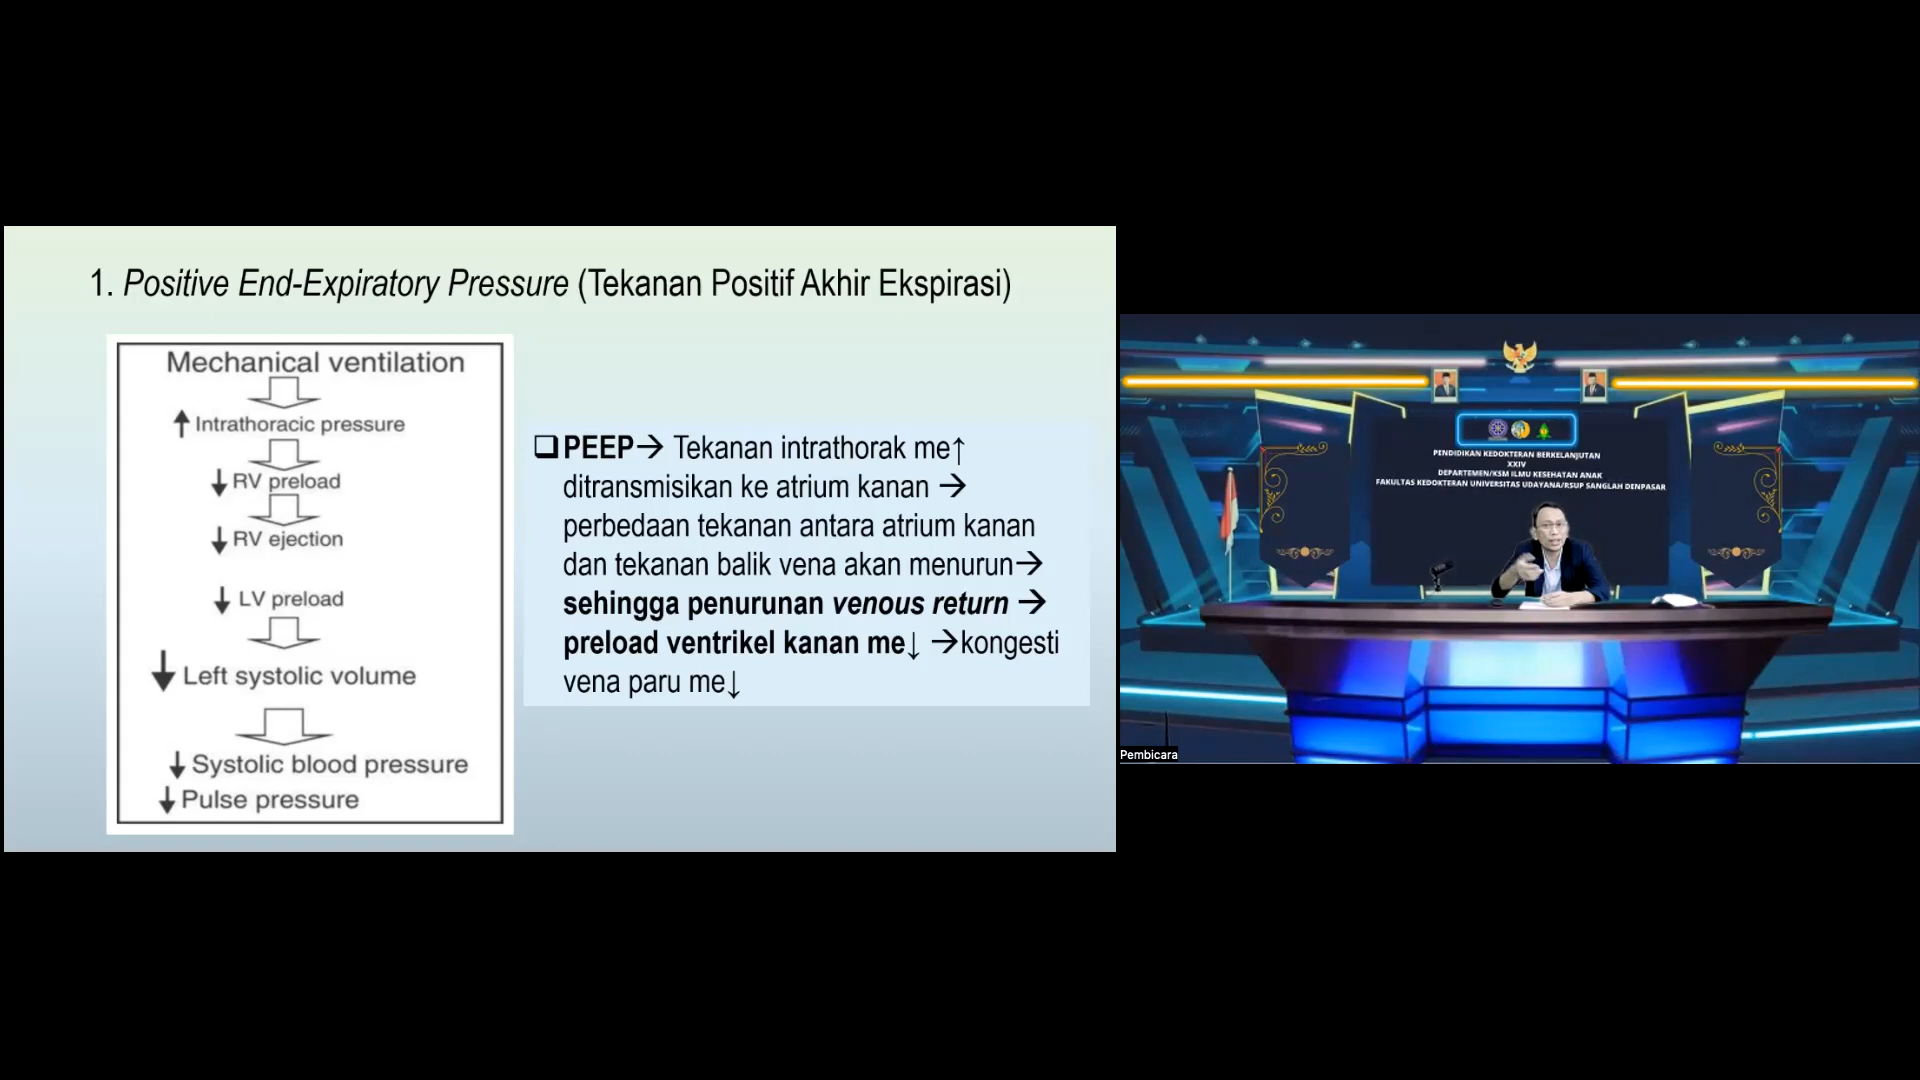 1. Positive End-Expiratory Pressure (Tekanan Positif Akhir Ekspirasi)
Mechanical ventilation
↑ Intrathoracic pressure
↓ RV preload
↓ RV ejection
↓ LV preload
↓ Left systolic volume
↓ Systolic blood pressure
↓ Pulse pressure
❑ PEEP→ Tekanan intrathorak me↑
ditransmisikan ke atrium kanan →
perbedaan tekanan antara atrium kanan
dan tekanan balik vena akan menurun→
sehingga penurunan venous return →
preload ventrikel kanan me↓ →kongesti
vena paru me↓
PENDIDIKAN KEDOKTERAN BERKELANJUTAN
XXIV
DEPARTEMEN/KSM ILMU KESEHATAN ANAK
FAKULTAS KEDOKTERAN UNIVERSITAS UDAYANA/RSUP SANGLAH DENPASAR
Pembicara